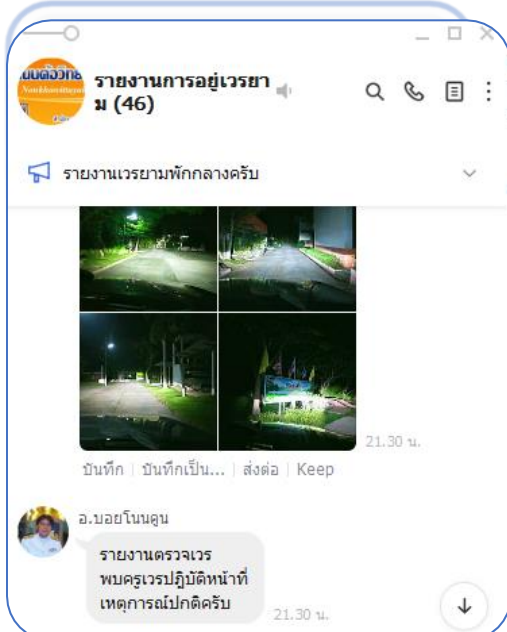 รายงานการอยู่เวรยา
ม (46)
รายงานเวรยามพักกลางครับ
21.30 น.
บันทึก | บันทึกเป็น... | ส่งต่อ | Keep
อ.บอยโนนคูน
รายงานตรวจเวร
พบครูเวรปฎิบัติหน้าที่
เหตุการณ์ปกติครับ
21.30 น.